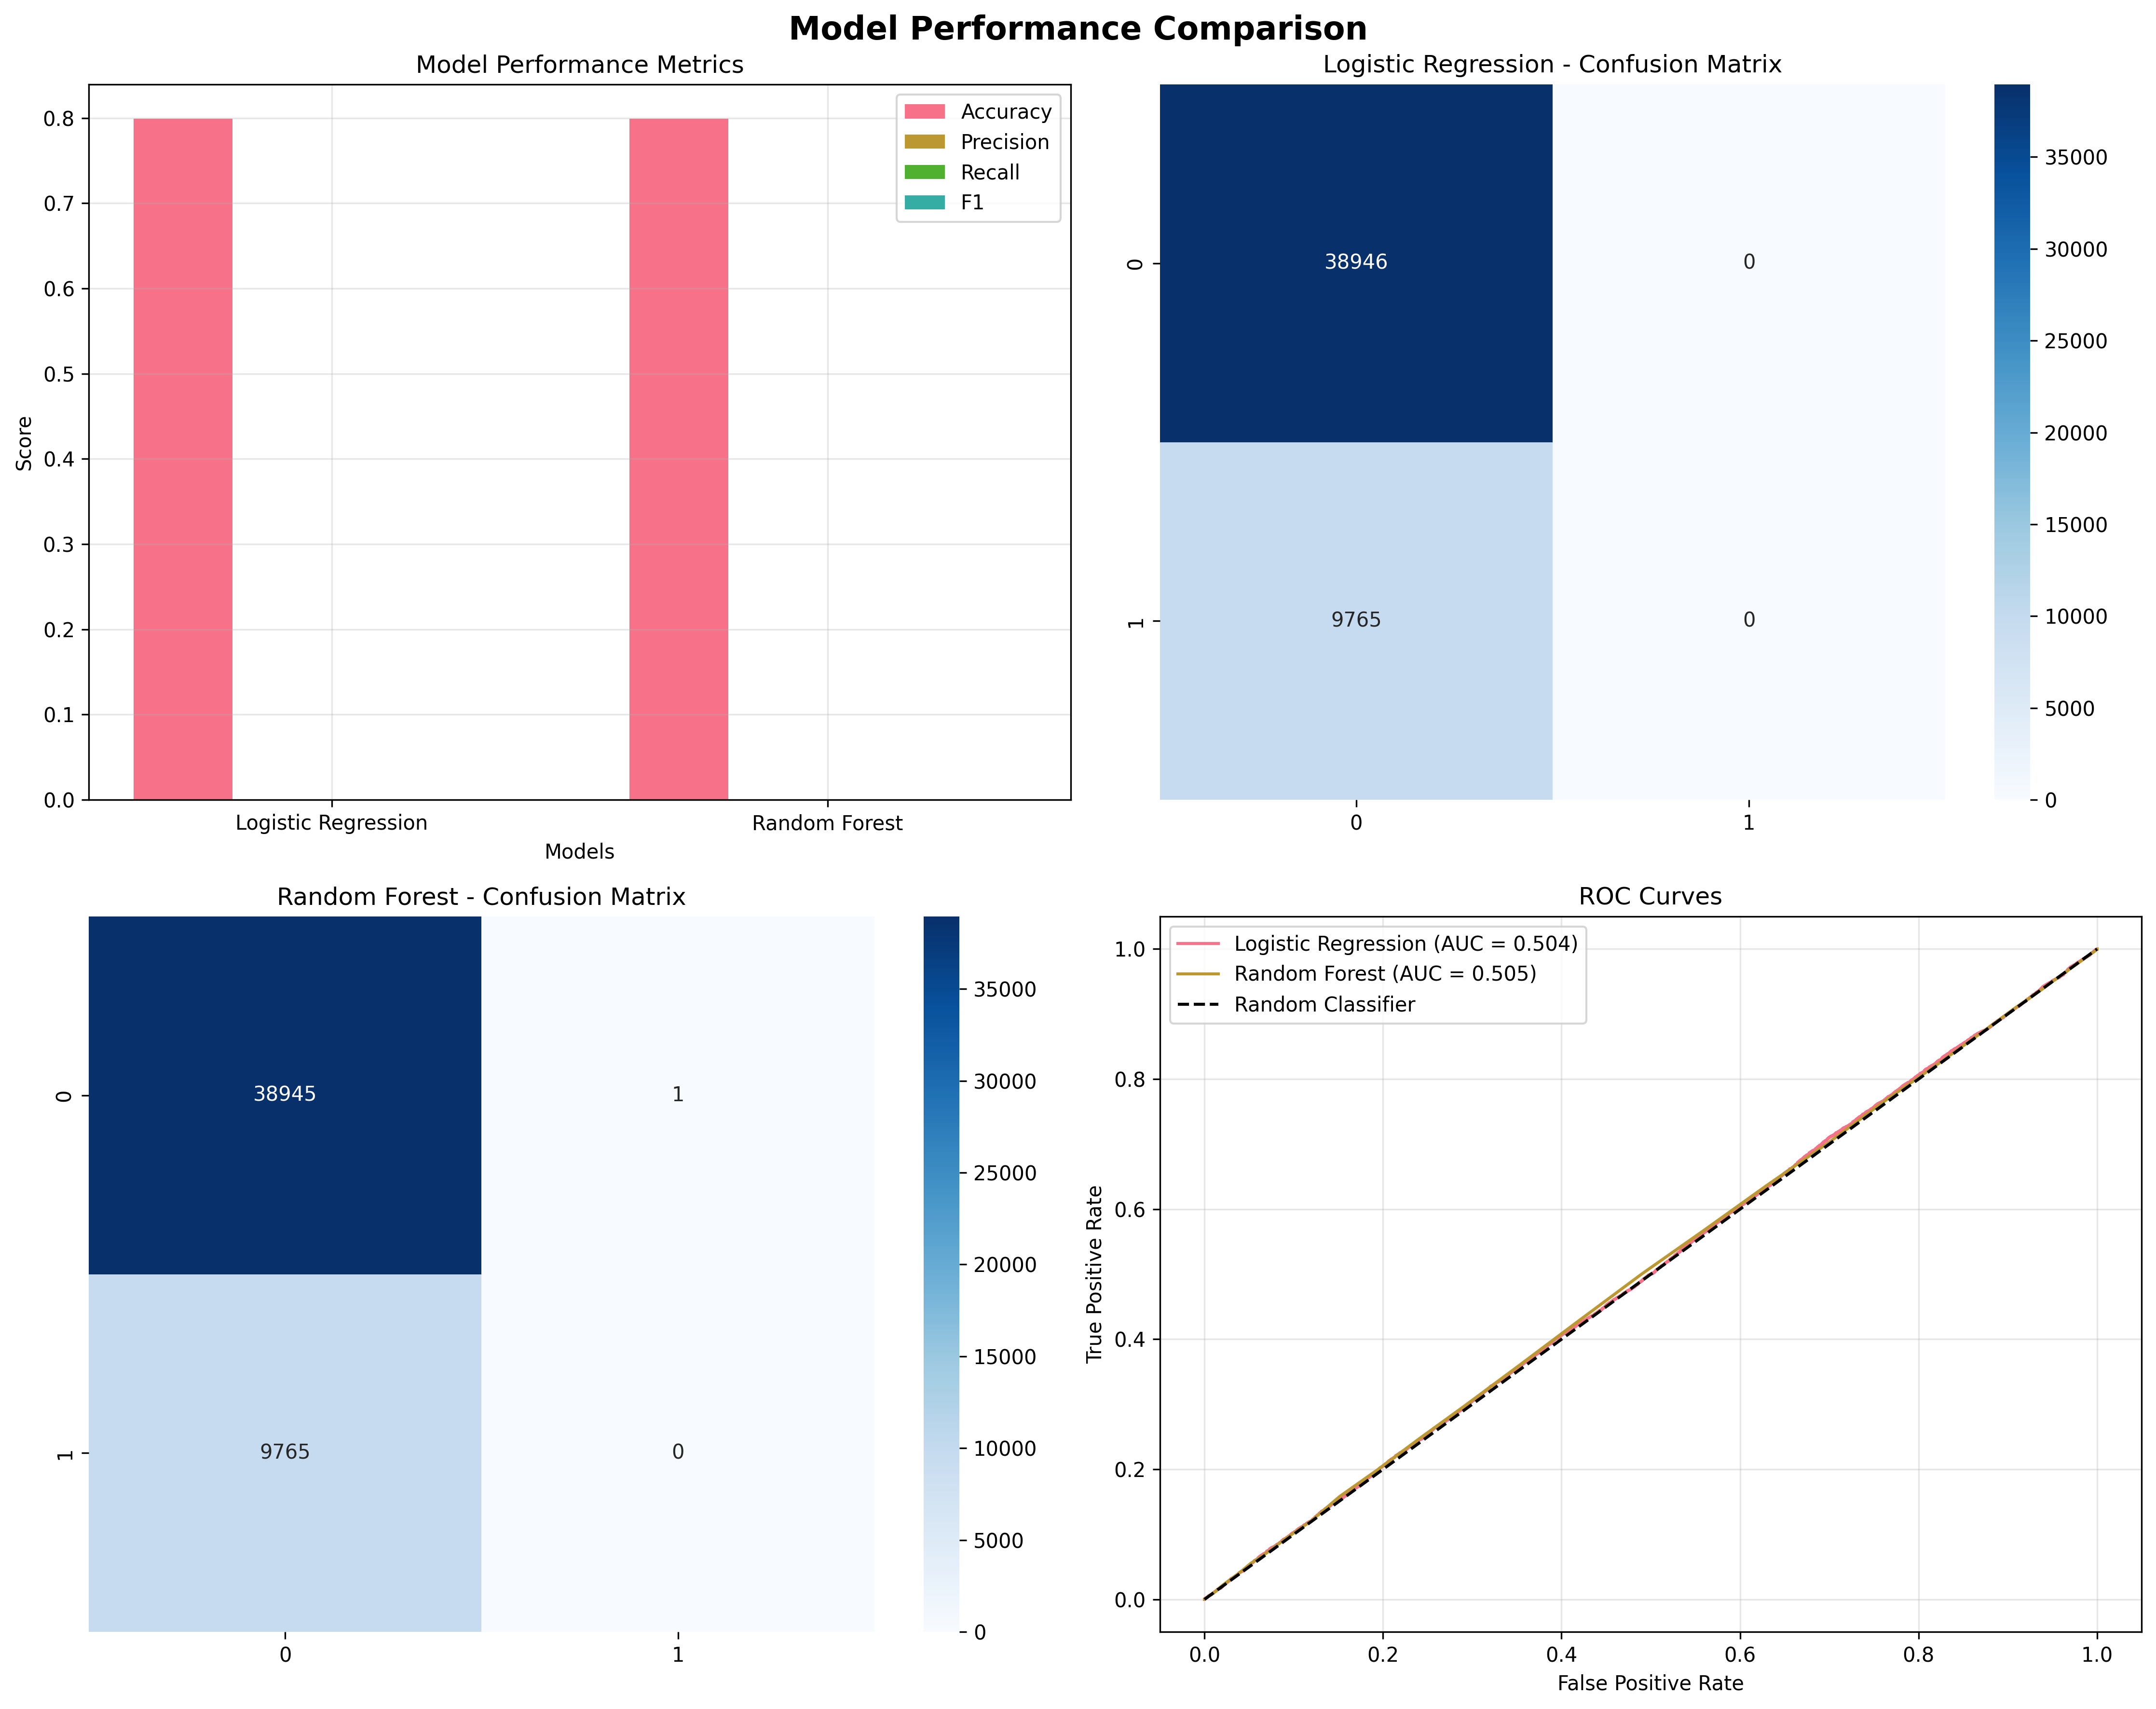 Model Performance Comparison
Model Performance Metrics
0.8
0.7
0.6
0.5
0.4
0.3
0.2
0.1
0.0
Score
Logistic Regression
Random Forest
Models
Accuracy
Precision
Recall
F1
Logistic Regression - Confusion Matrix
0
1
38946
0
9765
0
0
1
35000
30000
25000
20000
15000
10000
5000
0
Random Forest - Confusion Matrix
0
1
38945
1
9765
0
0
1
35000
30000
25000
20000
15000
10000
5000
0
ROC Curves
Logistic Regression (AUC = 0.504)
Random Forest (AUC = 0.505)
Random Classifier
1.0
0.8
0.6
0.4
0.2
0.0
True Positive Rate
0.0
0.2
0.4
0.6
0.8
1.0
False Positive Rate